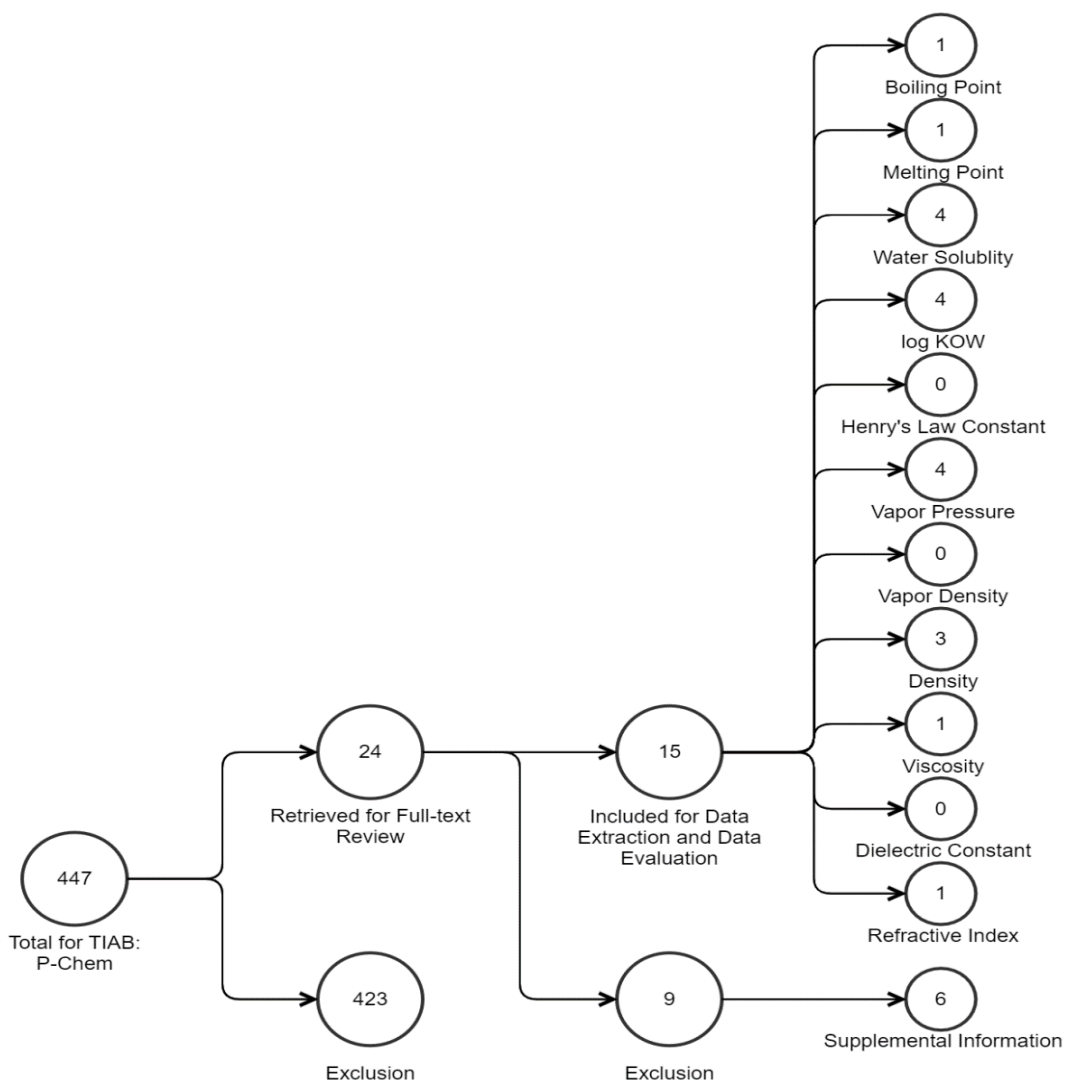 1
Boiling Point
1
Melting Point
4
Water Solublity
4
log KOW
0
Henry's Law Constant
4
Vapor Pressure
0
Vapor Density
3
Density
1
Viscosity
0
Dielectric Constant
1
Refractive Index
24
Retrieved for Full-text
Review
15
Included for Data
Extraction and Data
Evaluation
447
Total for TIAB:
P-Chem
423
Exclusion
9
Exclusion
6
Supplemental Information